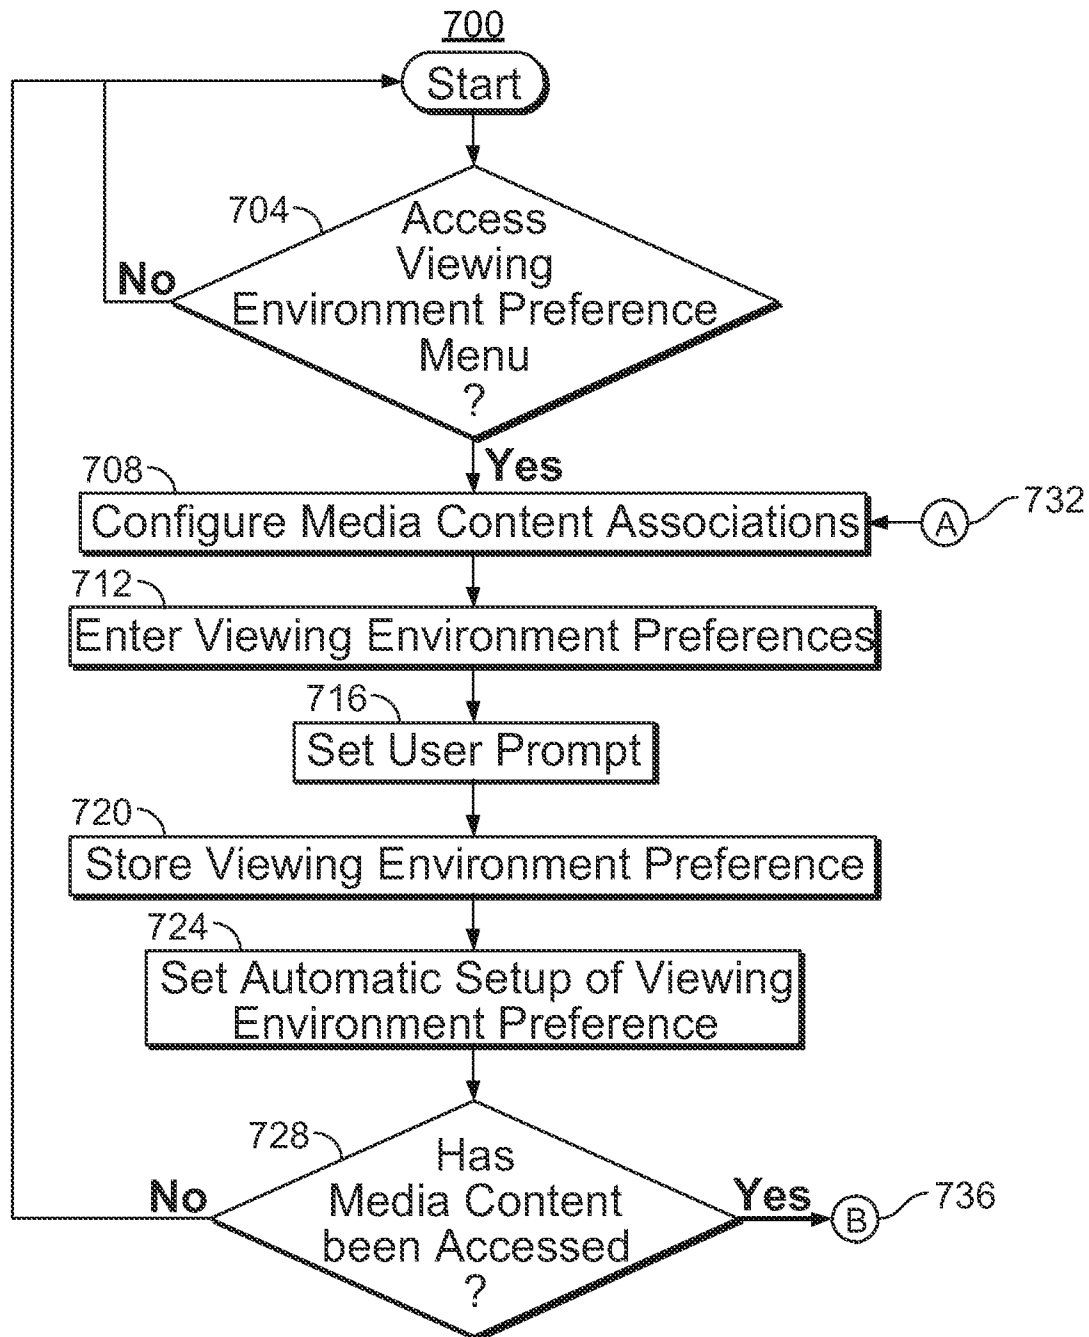 700
Start
704
Access
Viewing
Environment Preference
Menu
?
No
Yes
708
Configure Media Content Associations
A
732
712
Enter Viewing Environment Preferences
716
Set User Prompt
720
Store Viewing Environment Preference
724
Set Automatic Setup of Viewing
Environment Preference
728
Has
Media Content
been Accessed
?
No
Yes
B
736